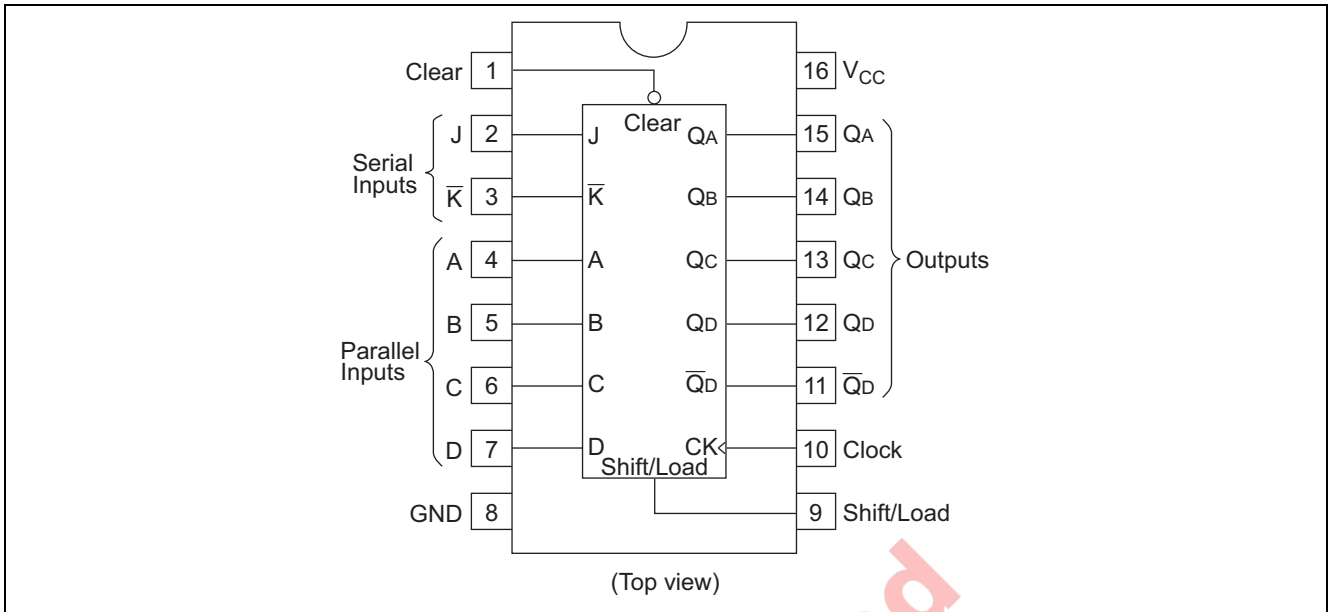 Clear 1
16 VCC
Clear
J 2 J QA 15 QA
Serial
Inputs
K̅ 3 K̅ QB 14 QB
A 4 A QC 13 QC Outputs
B 5 B QD 12 QD
Parallel
Inputs
C 6 C Q̅D 11 Q̅D
D 7 D CK 10 Clock
Shift/Load
GND 8 9 Shift/Load
(Top view)
d